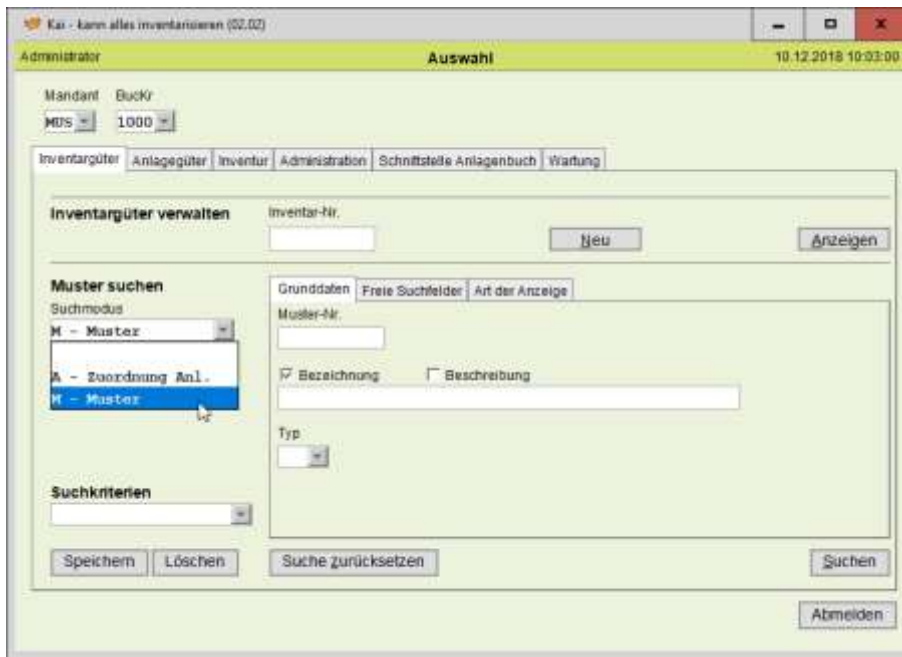 Kai - kann alles inventarisieren (02.02)
Administrator Auswahl 10.12.2018 10:03:00
Mandant BucKr
MUS 1000
Inventargüter Anlagegüter Inventur Administration Schnittstelle Anlagenbuch Wartung
Inventargüter verwalten Inventar-Nr.
Neu Anzeigen
Muster suchen Grunddaten Freie Suchfelder Art der Anzeige
Suchmodus Muster-Nr.
M - Muster
A - Zuordnung Anl. Bezeichnung Beschreibung
M - Muster
Typ
Suchkriterien
Speichern Löschen Suche zurücksetzen Suchen
Abmelden